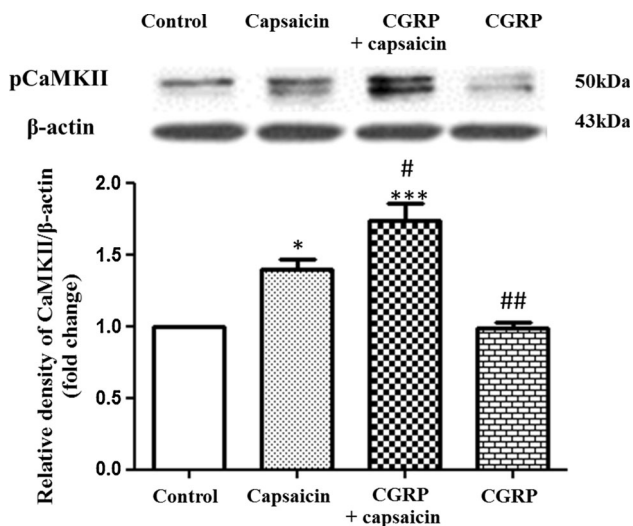 Control Capsaicin CGRP CGRP
+ capsaicin
pCaMKII 50kDa
β-actin 43kDa
Relative density of CaMKII/β-actin
(fold change)
2.0
1.5
1.0
0.5
0.0
*
#
***
##
Control Capsaicin CGRP CGRP
+ capsaicin